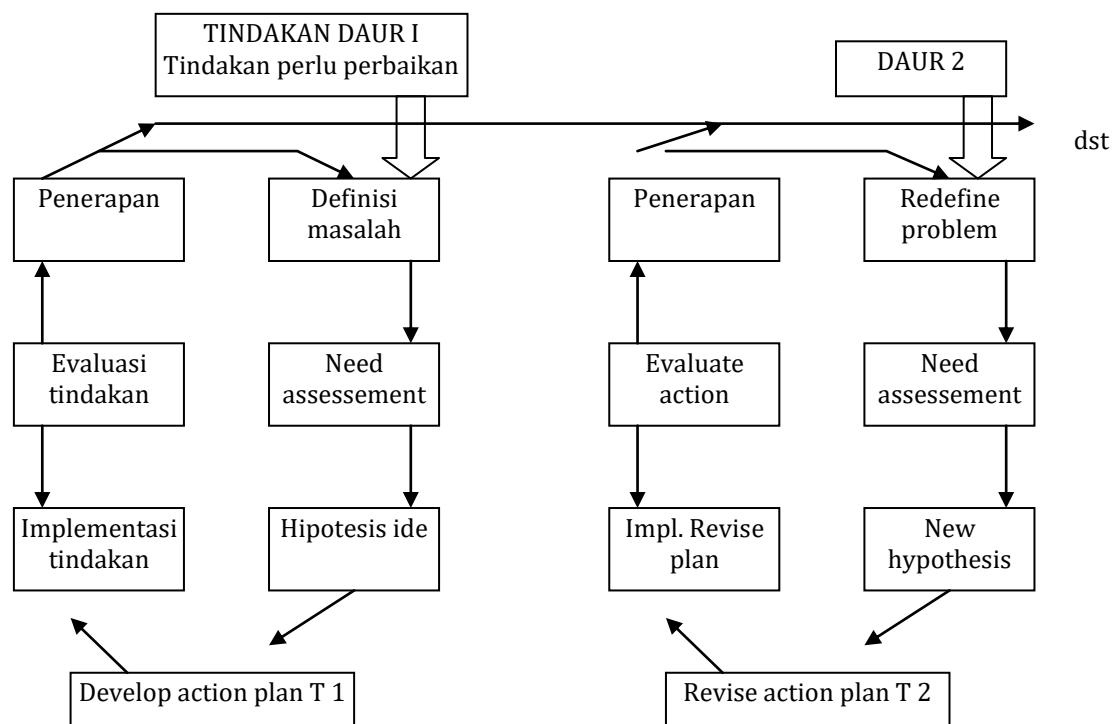 TINDAKAN DAUR I
Tindakan perlu perbaikan
DAUR 2
dst
Penerapan
Definisi
masalah
Penerapan
Redefine
problem
Evaluasi
tindakan
Need
assessement
Evaluate
action
Need
assessement
Implementasi
tindakan
Hipotesis ide
Impl. Revise
plan
New
hypothesis
Develop action plan T 1
Revise action plan T 2